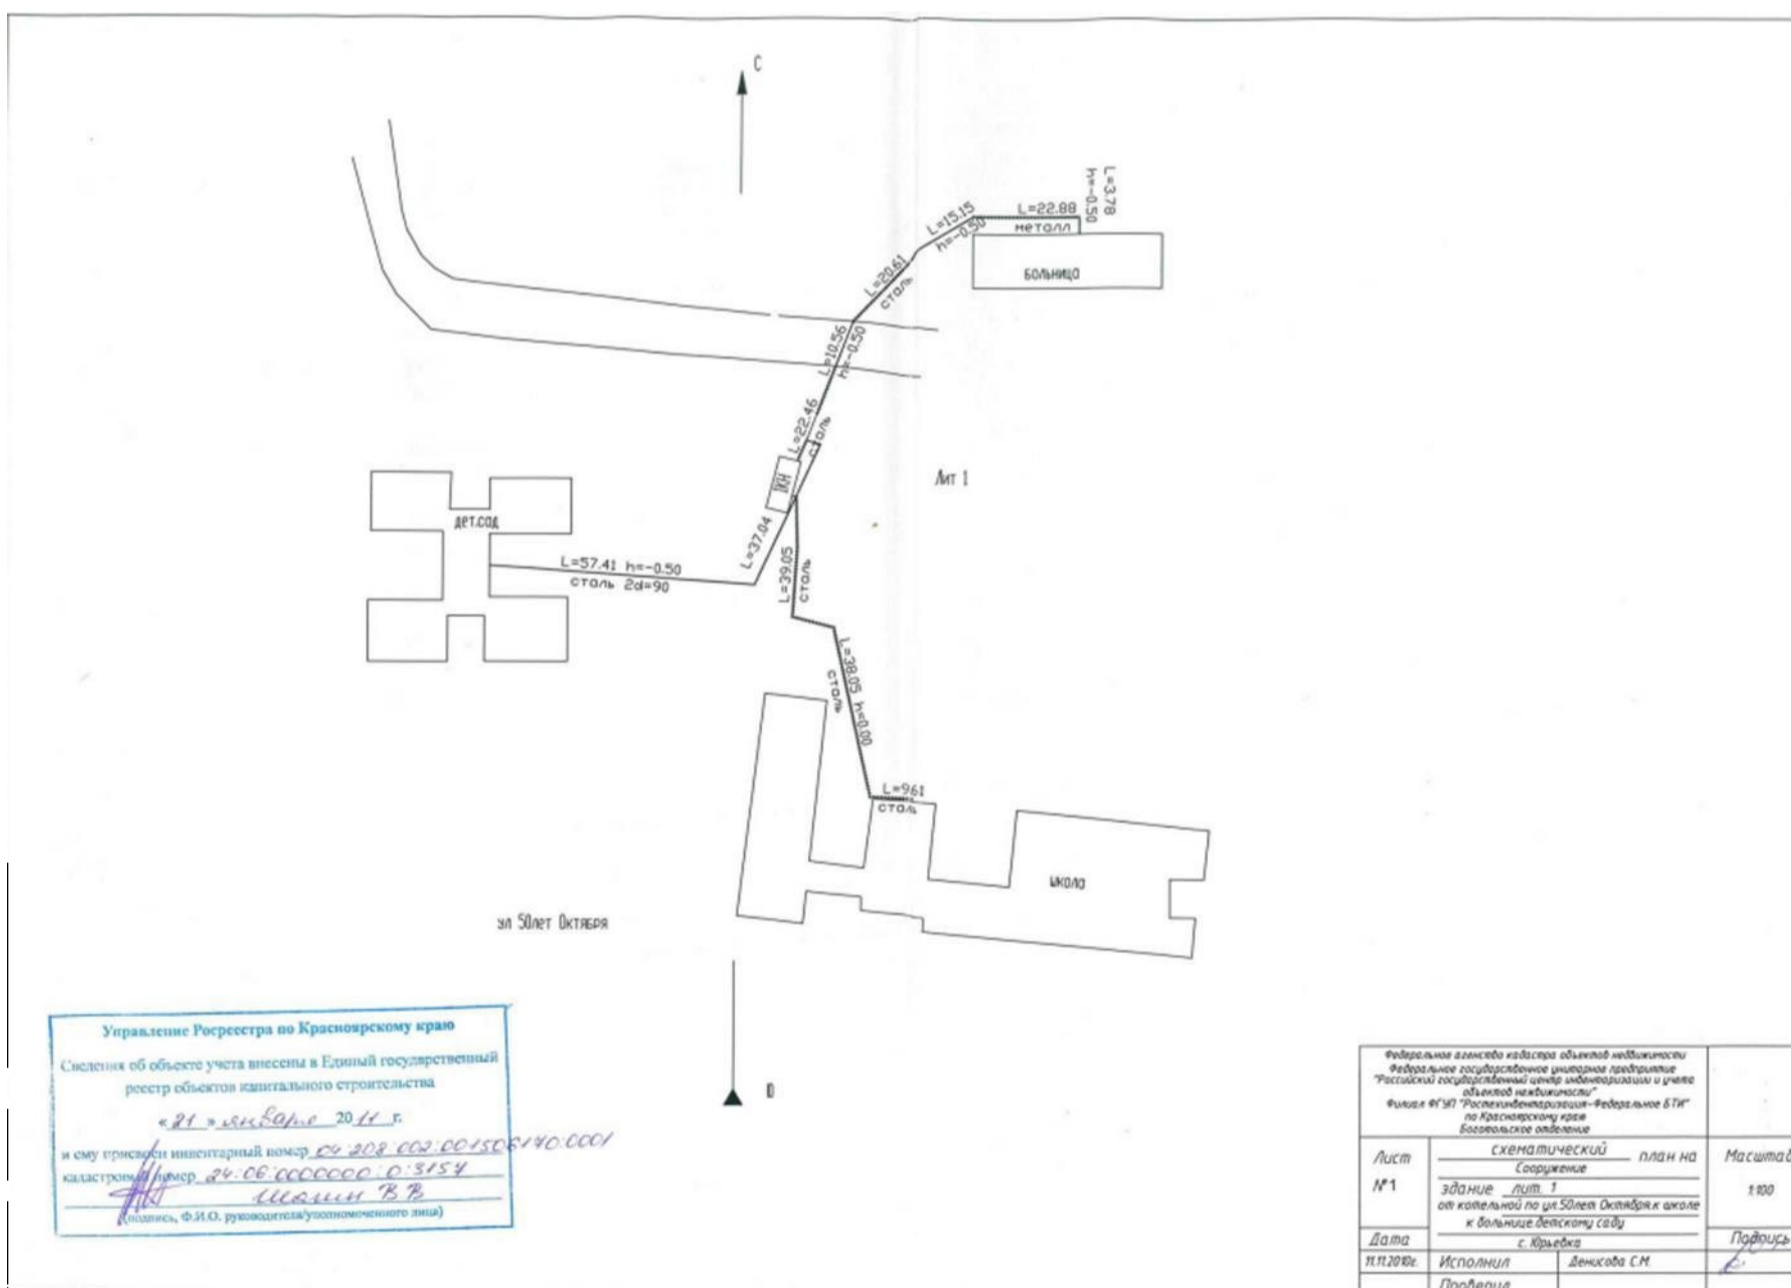 С
L=3.78
h=-0.50
L=15.15
h=-0.50
L=22.88
металл
больница
L=20.61
сталь
L=10.56
h=-0.50
L=22.46
сталь
1КН
Лит 1
дет.сад
L=57.41 h=-0.50
сталь 2d=90
L=37.04
L=39.05
сталь
L=38.05 h=0.00
сталь
L=9.61
сталь
школа
ул 50лет Октября
Ю
Управление Росреестра по Красноярскому краю
Сведения об объекте учета внесены в Единый государственный
реестр объектов капитального строительства
«21» января 2011 г.
и ему присвоен инвентарный номер 04:208:002:001506170:0001
кадастровый номер 24:06:0000000:0:3157
Шагин В В
(подпись, Ф.И.О. руководителя/уполномоченного лица)
Федеральное агенство кадастра объектов недвижимости
Федеральное государственное унитарное предприятие
"Российский государственный центр инвентаризации и учета
объектов недвижимости"
Филиал ФГУП "Ростехинвентаризация-Федеральное БТИ"
по Красноярскому краю
Боготольское отделение
Лист
№1
схематический план на
Сооружение
здание лит. 1
от котельной по ул.50лет Октября.к школе
к больнице.детскому саду
с. Юрьевка
Масштаб
1:100
Дата
Подпись
11.11.2010г.
Исполнил
Денисова С.М.
Проверил